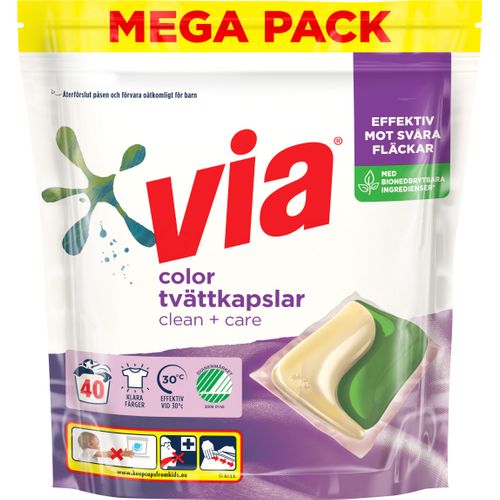 MEGA PACK
Återförslut påsen och förvara oåtkomligt för barn
EFFEKTIV
MOT SVÅRA
FLÄCKAR
MED
BIONEDBRYTBARA
INGREDIENSER*
via®
color
tvättkapslar
clean + care
40
KLARA
FÄRGER
30°C
EFFEKTIV
VID 30°C
SVANENMÄRKET
www.keepcapsfromkids.eu